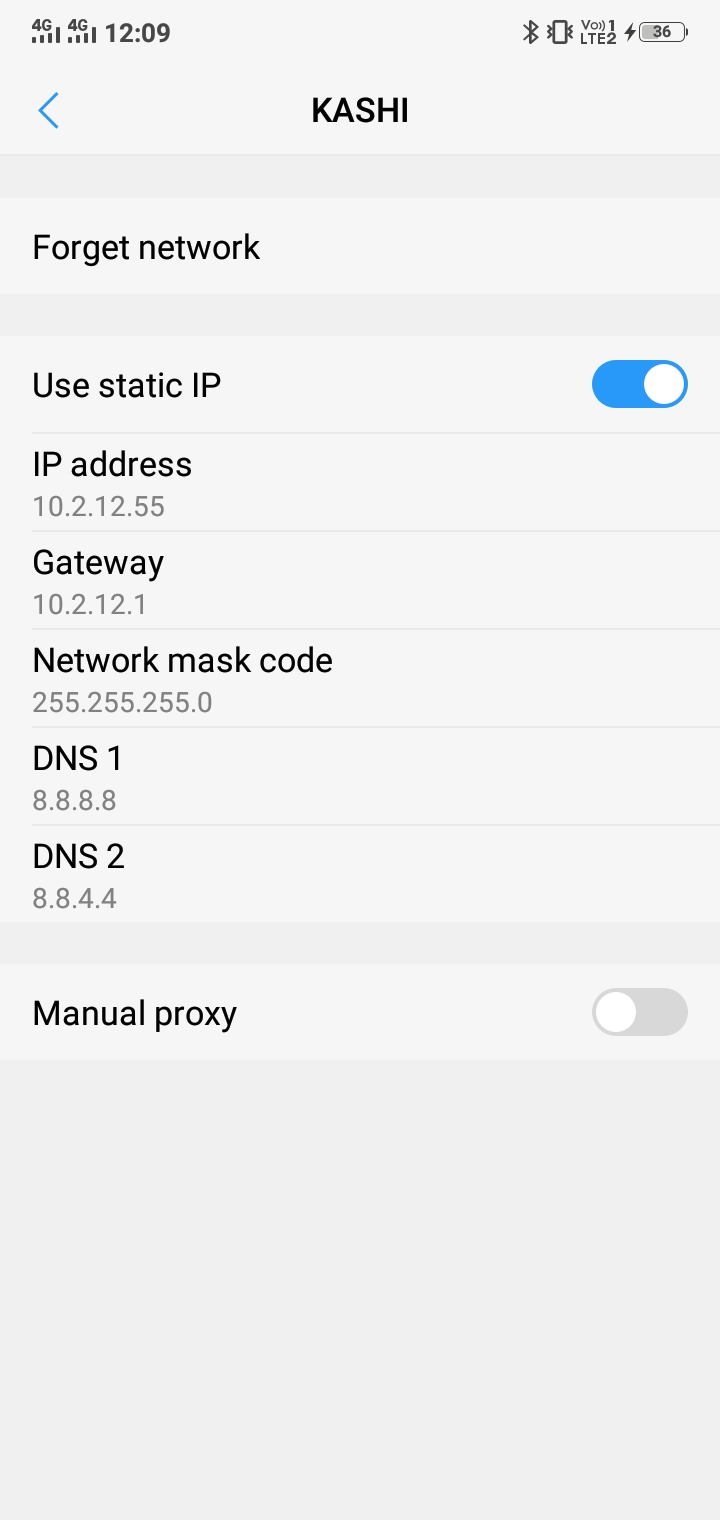 4G 4G 12:09 Vo)) 1 LTE2 36
KASHI
Forget network
Use static IP
IP address
10.2.12.55
Gateway
10.2.12.1
Network mask code
255.255.255.0
DNS 1
8.8.8.8
DNS 2
8.8.4.4
Manual proxy